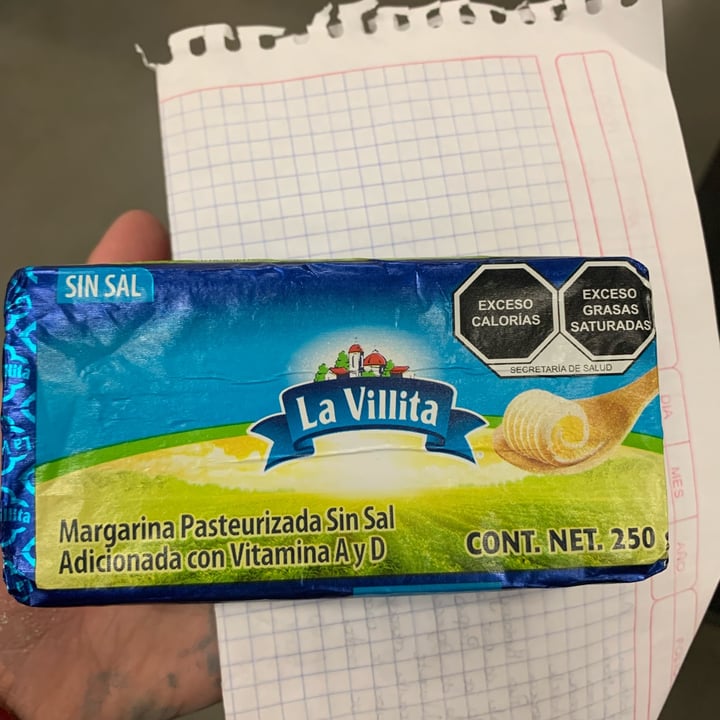 SIN SAL
EXCESO
CALORÍAS
EXCESO
GRASAS
SATURADAS
SECRETARÍA DE SALUD
La Villita
Margarina Pasteurizada Sin Sal
Adicionada con Vitamina A y D
CONT. NET. 250 g
DIA
MES
AÑO